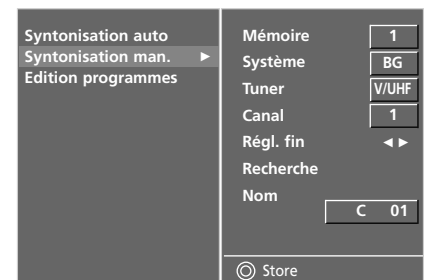 Syntonisation auto
Syntonisation man. ►
Edition programmes
Mémoire 1
Système BG
Tuner V/UHF
Canal 1
Régl. fin ◄ ►
Recherche
Nom
C 01
Store